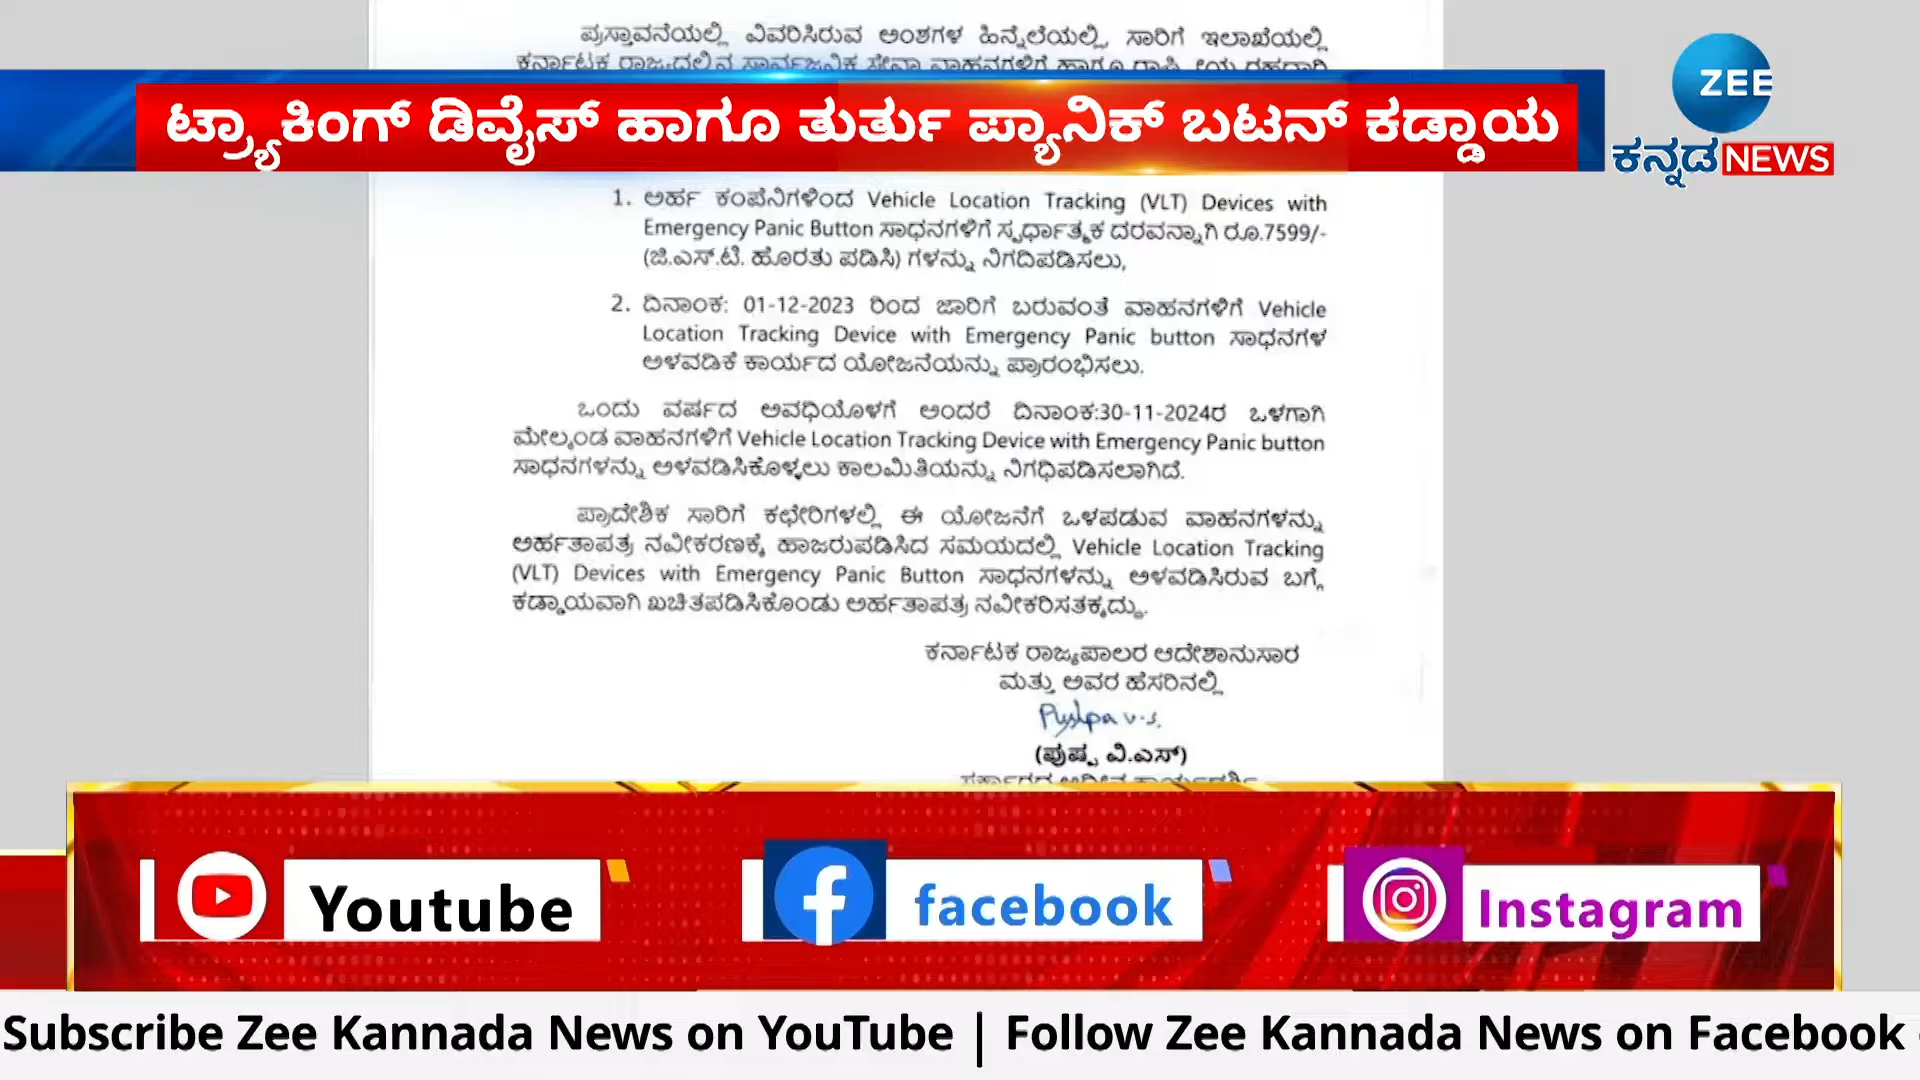 ಪ್ರಸ್ತಾವನೆಯಲ್ಲಿ ವಿವರಿಸಿರುವ ಅಂಶಗಳ ಹಿನ್ನೆಲೆಯಲ್ಲಿ, ಸಾರಿಗೆ ಇಲಾಖೆಯಲ್ಲಿ
ಕರ್ನಾಟಕ ರಾಜ್ಯದಲ್ಲಿನ ಸಾರ್ವಜನಿಕ ಸೇವಾ ವಾಹನಗಳಿಗೆ ಹಾಗೂ
ಟ್ರ್ಯಾಕಿಂಗ್ ಡಿವೈಸ್ ಹಾಗೂ ತುರ್ತು ಪ್ಯಾನಿಕ್ ಬಟನ್ ಕಡ್ಡಾಯ
ZEE
ಕನ್ನಡ NEWS
1. ಅರ್ಹ ಕಂಪೆನಿಗಳಿಂದ Vehicle Location Tracking (VLT) Devices with
Emergency Panic Button ಸಾಧನಗಳಿಗೆ ಸ್ಪರ್ಧಾತ್ಮಕ ದರವನ್ನಾಗಿ ರೂ.7599/-
(ಜಿ.ಎಸ್.ಟಿ. ಹೊರತು ಪಡಿಸಿ) ಗಳನ್ನು ನಿಗದಿಪಡಿಸಲು,
2. ದಿನಾಂಕ: 01-12-2023 ರಿಂದ ಜಾರಿಗೆ ಬರುವಂತೆ ವಾಹನಗಳಿಗೆ Vehicle
Location Tracking Device with Emergency Panic button ಸಾಧನಗಳ
ಅಳವಡಿಕೆ ಕಾರ್ಯದ ಯೋಜನೆಯನ್ನು ಪ್ರಾರಂಭಿಸಲು.
ಒಂದು ವರ್ಷದ ಅವಧಿಯೊಳಗೆ ಅಂದರೆ ದಿನಾಂಕ:30-11-2024ರ ಒಳಗಾಗಿ
ಮೇಲ್ಕಂಡ ವಾಹನಗಳಿಗೆ Vehicle Location Tracking Device with Emergency Panic button
ಸಾಧನಗಳನ್ನು ಅಳವಡಿಸಿಕೊಳ್ಳಲು ಕಾಲಮಿತಿಯನ್ನು ನಿಗಧಿಪಡಿಸಲಾಗಿದೆ.
ಪ್ರಾದೇಶಿಕ ಸಾರಿಗೆ ಕಛೇರಿಗಳಲ್ಲಿ ಈ ಯೋಜನೆಗೆ ಒಳಪಡುವ ವಾಹನಗಳನ್ನು
ಅರ್ಹತಾಪತ್ರ ನವೀಕರಣಕ್ಕೆ ಹಾಜರುಪಡಿಸಿದ ಸಮಯದಲ್ಲಿ Vehicle Location Tracking
(VLT) Devices with Emergency Panic Button ಸಾಧನಗಳನ್ನು ಅಳವಡಿಸಿರುವ ಬಗ್ಗೆ
ಕಡ್ಡಾಯವಾಗಿ ಖಚಿತಪಡಿಸಿಕೊಂಡು ಅರ್ಹತಾಪತ್ರ ನವೀಕರಿಸತಕ್ಕದ್ದು.
ಕರ್ನಾಟಕ ರಾಜ್ಯಪಾಲರ ಆದೇಶಾನುಸಾರ
ಮತ್ತು ಅವರ ಹೆಸರಿನಲ್ಲಿ
Pushpa v.s.
(ಪುಷ್ಪ ವಿ.ಎಸ್)
Youtube
facebook
Instagram
Subscribe Zee Kannada News on YouTube | Follow Zee Kannada News on Facebook